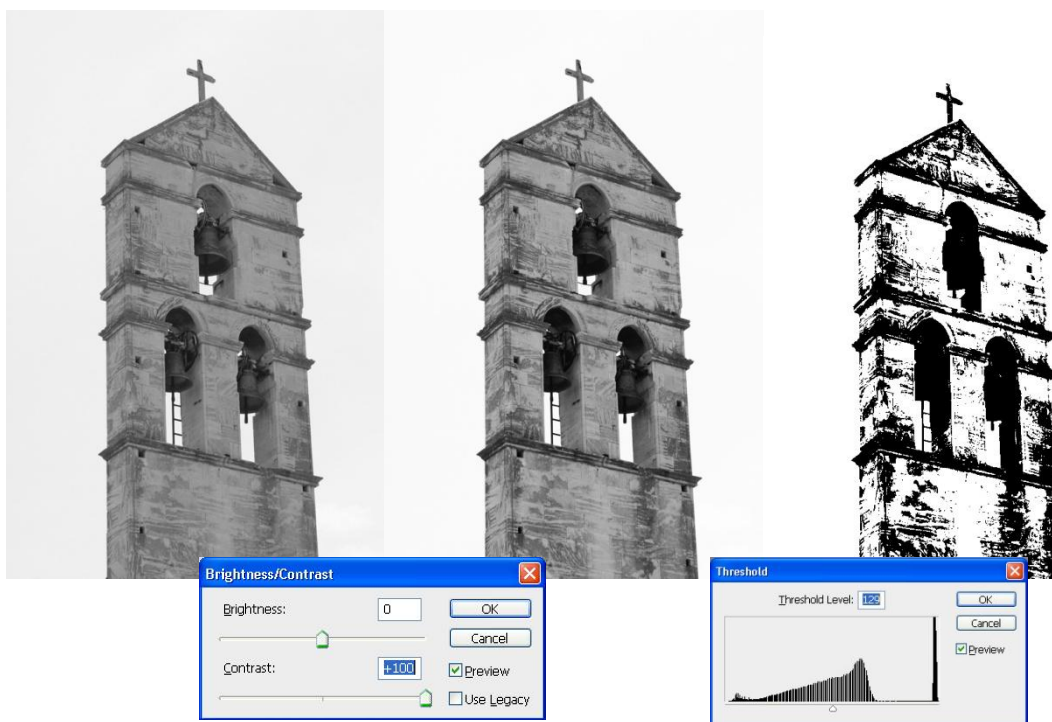 Brightness/Contrast
Brightness:
0
OK
Cancel
Contrast:
+100
Preview
Use Legacy
Threshold
Threshold Level:
129
OK
Cancel
Preview